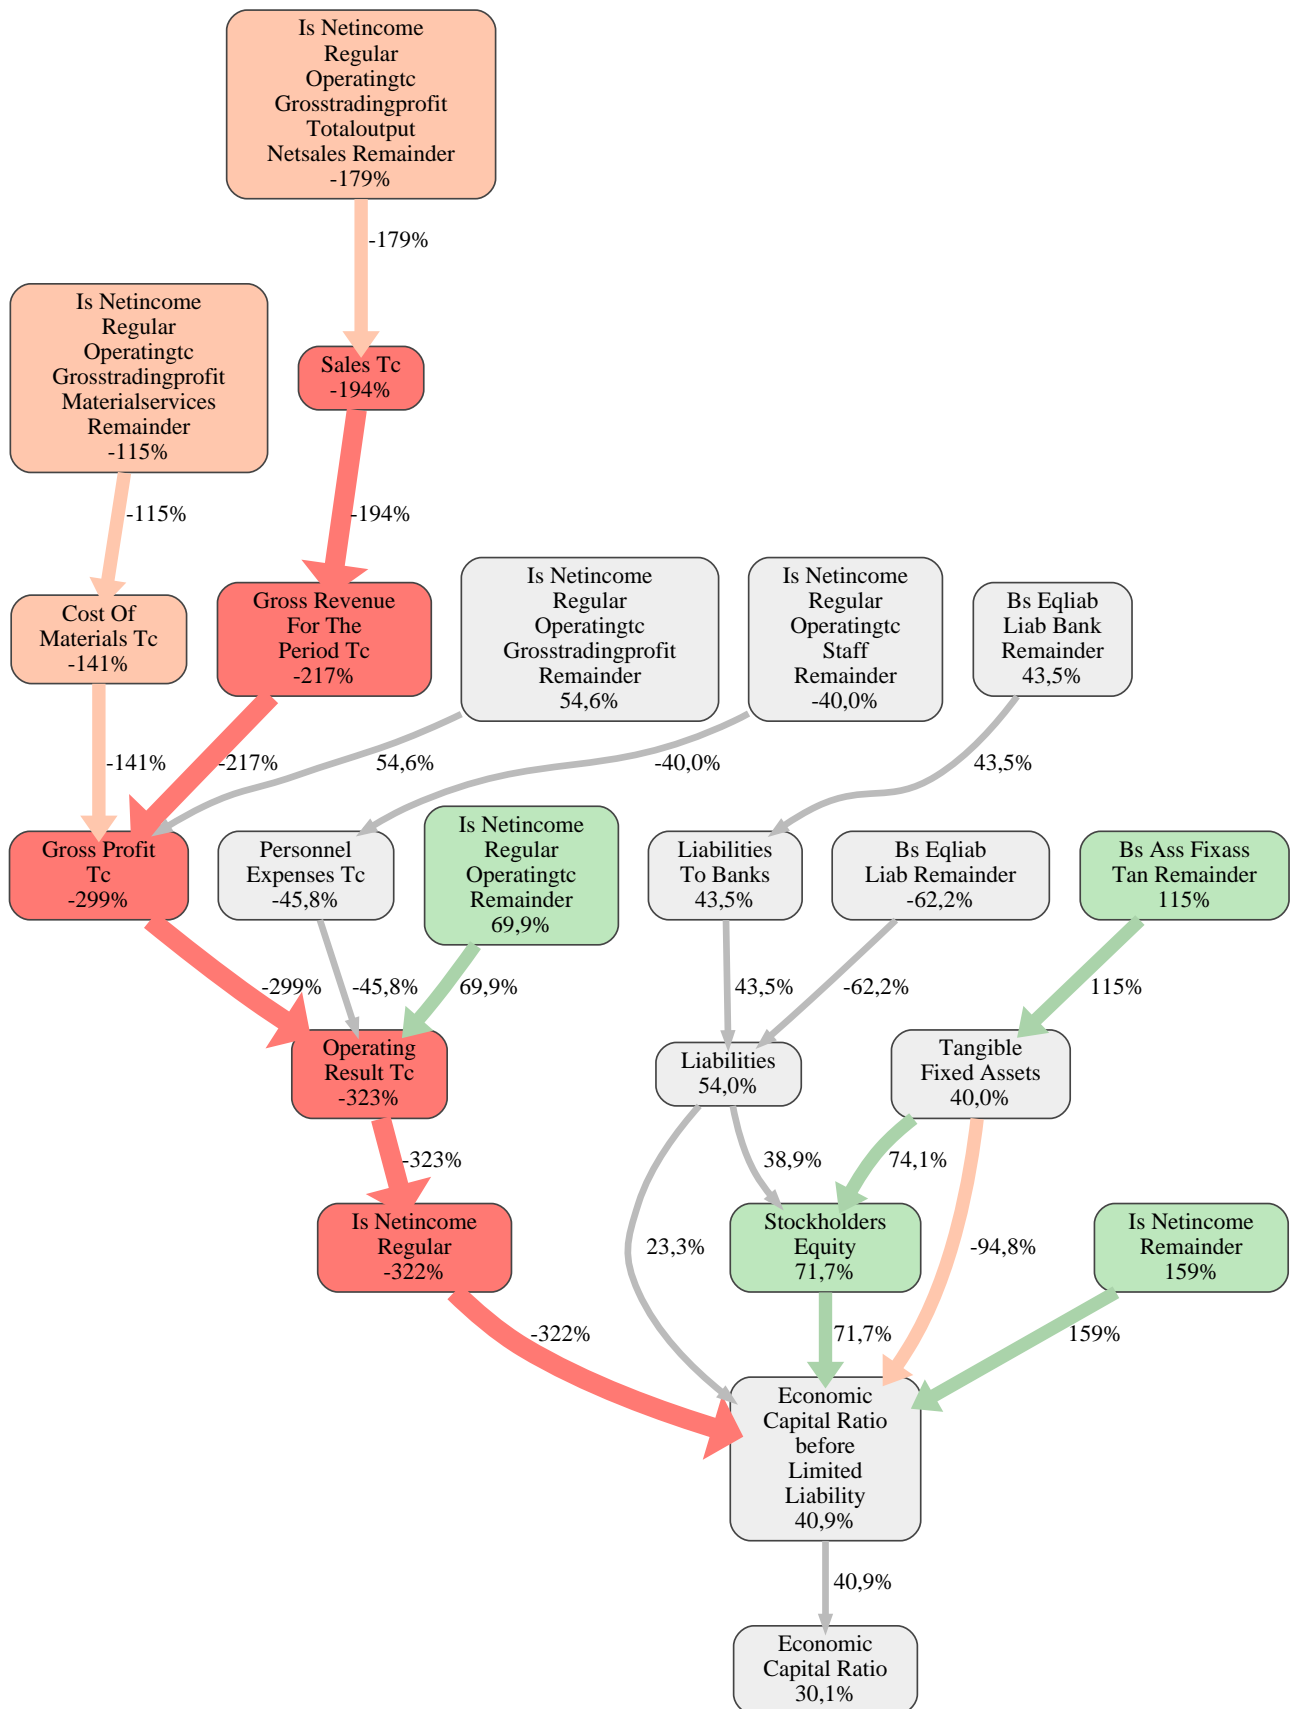 Is Netincome
Regular
Operatingtc
Grosstradingprofit
Totaloutput
Netsales Remainder
-179%
-179%
Is Netincome
Regular
Operatingtc
Grosstradingprofit
Materialservices
Remainder
-115%
Sales Tc
-194%
-115%
-194%
Cost Of
Materials Tc
-141%
Gross Revenue
For The
Period Tc
-217%
Is Netincome
Regular
Operatingtc
Grosstradingprofit
Remainder
54,6%
Is Netincome
Regular
Operatingtc
Staff
Remainder
-40,0%
Bs Eqliab
Liab Bank
Remainder
43,5%
-141%
-217%
54,6%
-40,0%
43,5%
Gross Profit
Tc
-299%
Personnel
Expenses Tc
-45,8%
Is Netincome
Regular
Operatingtc
Remainder
69,9%
Liabilities
To Banks
43,5%
Bs Eqliab
Liab Remainder
-62,2%
Bs Ass Fixass
Tan Remainder
115%
-299%
-45,8%
69,9%
43,5%
-62,2%
115%
Operating
Result Tc
-323%
Liabilities
54,0%
Tangible
Fixed Assets
40,0%
-323%
38,9%
74,1%
Is Netincome
Regular
-322%
23,3%
Stockholders
Equity
71,7%
-94,8%
Is Netincome
Remainder
159%
-322%
71,7%
159%
Economic
Capital Ratio
before
Limited
Liability
40,9%
40,9%
Economic
Capital Ratio
30,1%